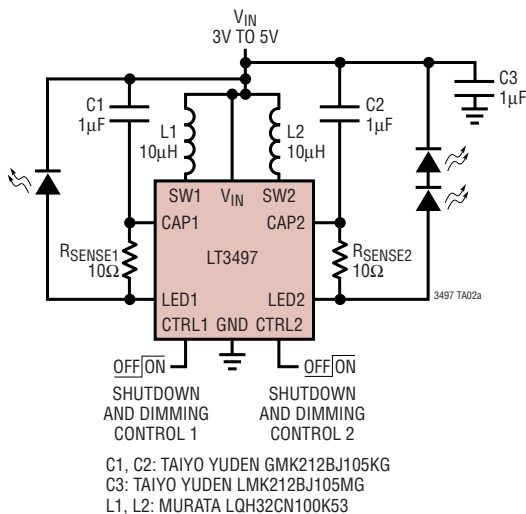 VIN
3V TO 5V
C1
1µF
L1
10µH
L2
10µH
C2
1µF
C3
1µF
SW1 VIN SW2
CAP1 CAP2
RSENSE1
10Ω
LT3497
RSENSE2
10Ω
LED1 LED2
3497 TA02a
CTRL1 GND CTRL2
OFF ON
OFF ON
SHUTDOWN
AND DIMMING
CONTROL 1
SHUTDOWN
AND DIMMING
CONTROL 2
C1, C2: TAIYO YUDEN GMK212BJ105KG
C3: TAIYO YUDEN LMK212BJ105MG
L1, L2: MURATA LQH32CN100K53